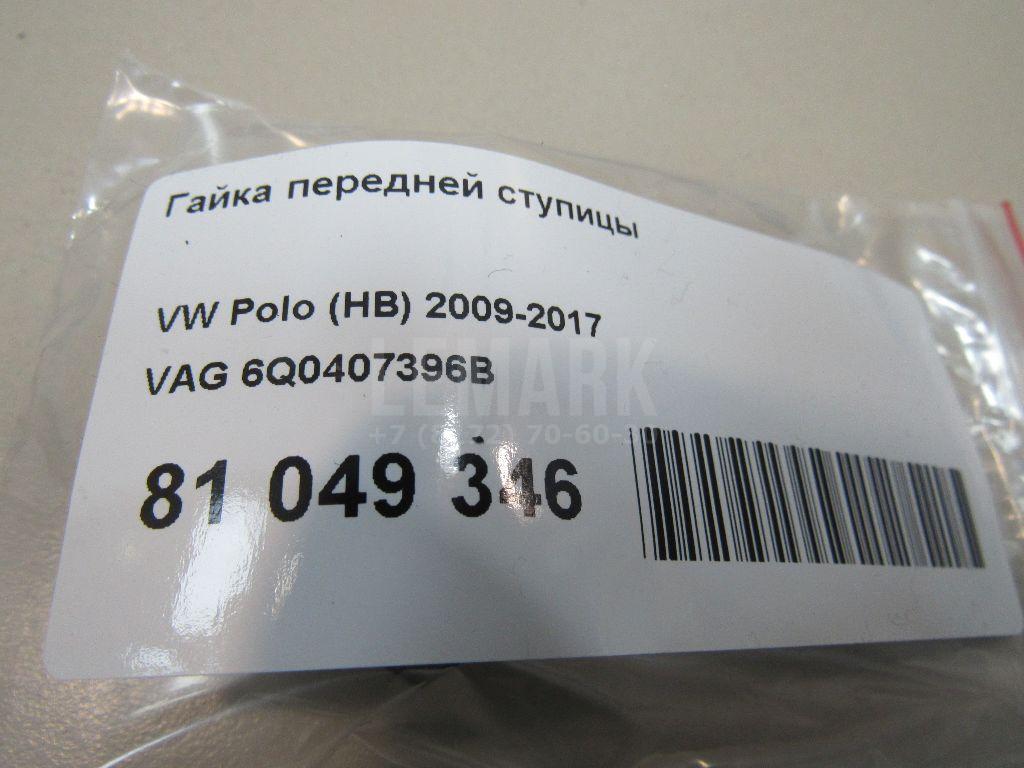 Гайка передней ступицы
VW Polo (HB) 2009-2017
VAG 6Q0407396B
LEMARK
81 049 346